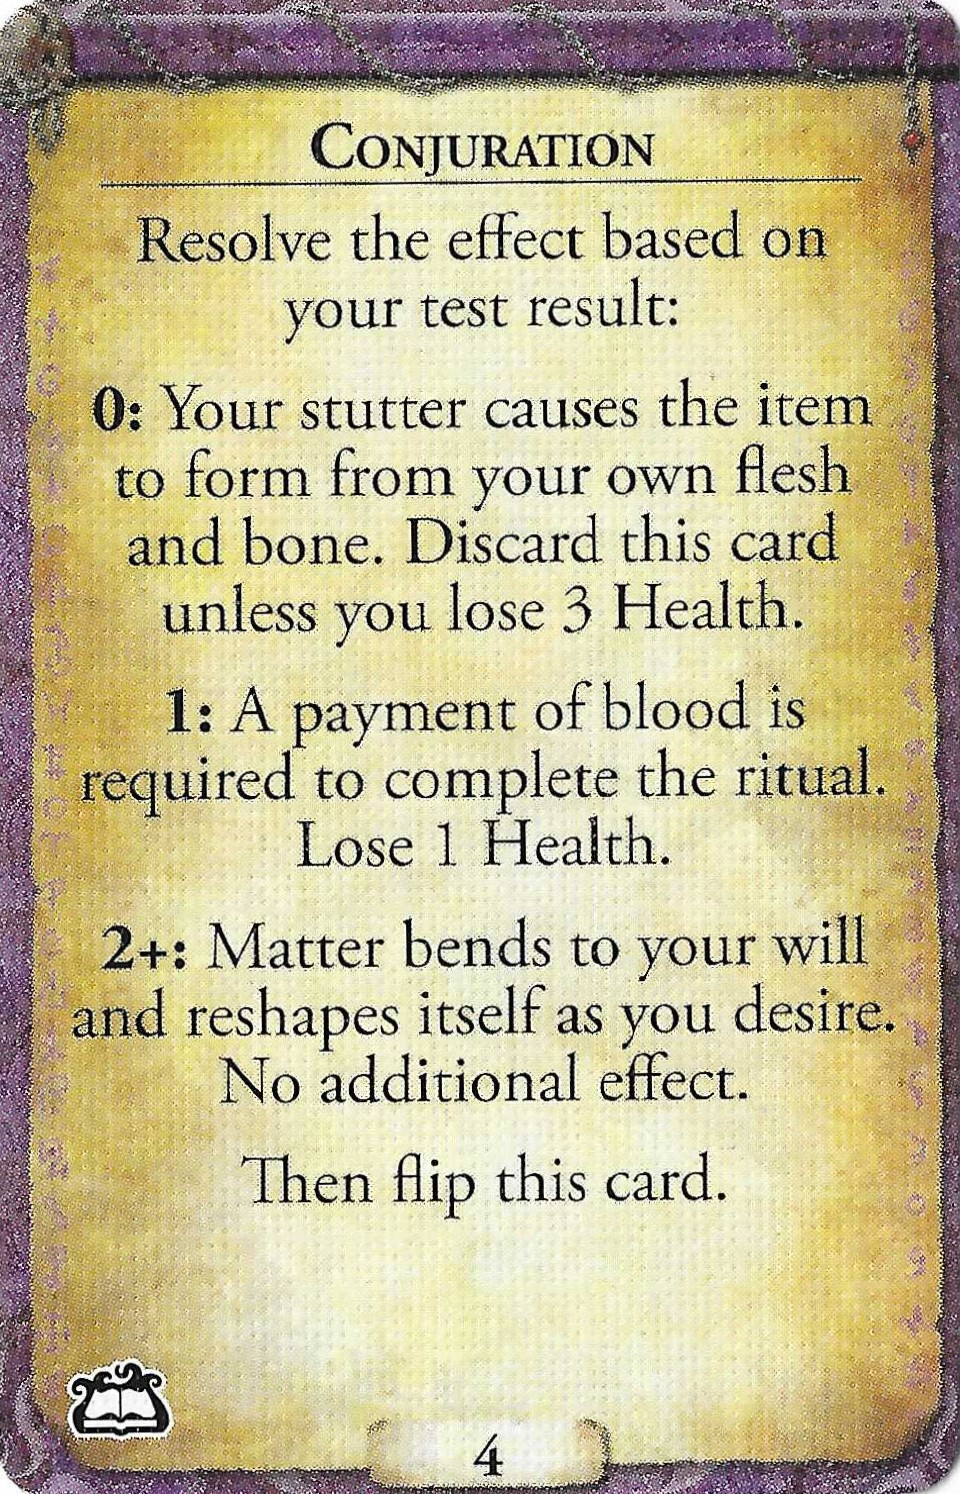 Conjuration
Resolve the effect based on
your test result:
0: Your stutter causes the item
to form from your own flesh
and bone. Discard this card
unless you lose 3 Health.
1: A payment of blood is
required to complete the ritual.
Lose 1 Health.
2+: Matter bends to your will
and reshapes itself as you desire.
No additional effect.
Then flip this card.
4